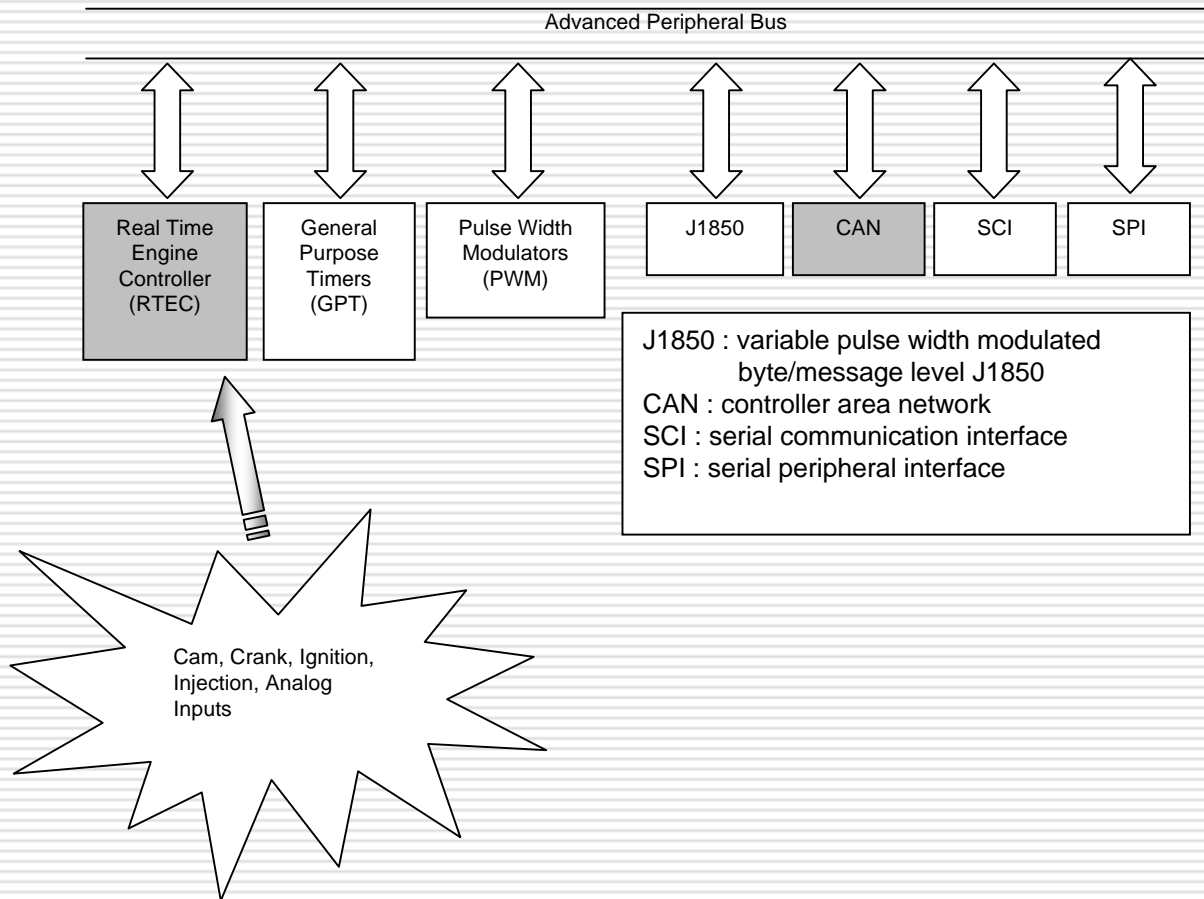 Advanced Peripheral Bus
Real Time
Engine
Controller
(RTEC)
General
Purpose
Timers
(GPT)
Pulse Width
Modulators
(PWM)
J1850
CAN
SCI
SPI
J1850 : variable pulse width modulated
byte/message level J1850
CAN : controller area network
SCI : serial communication interface
SPI : serial peripheral interface
Cam, Crank, Ignition,
Injection, Analog
Inputs